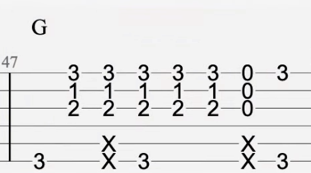 G
47
3 3 3 3 3 0 3
1 1 1 1 1 0
2 2 2 2 2 0
X X
3 X 3 X 3